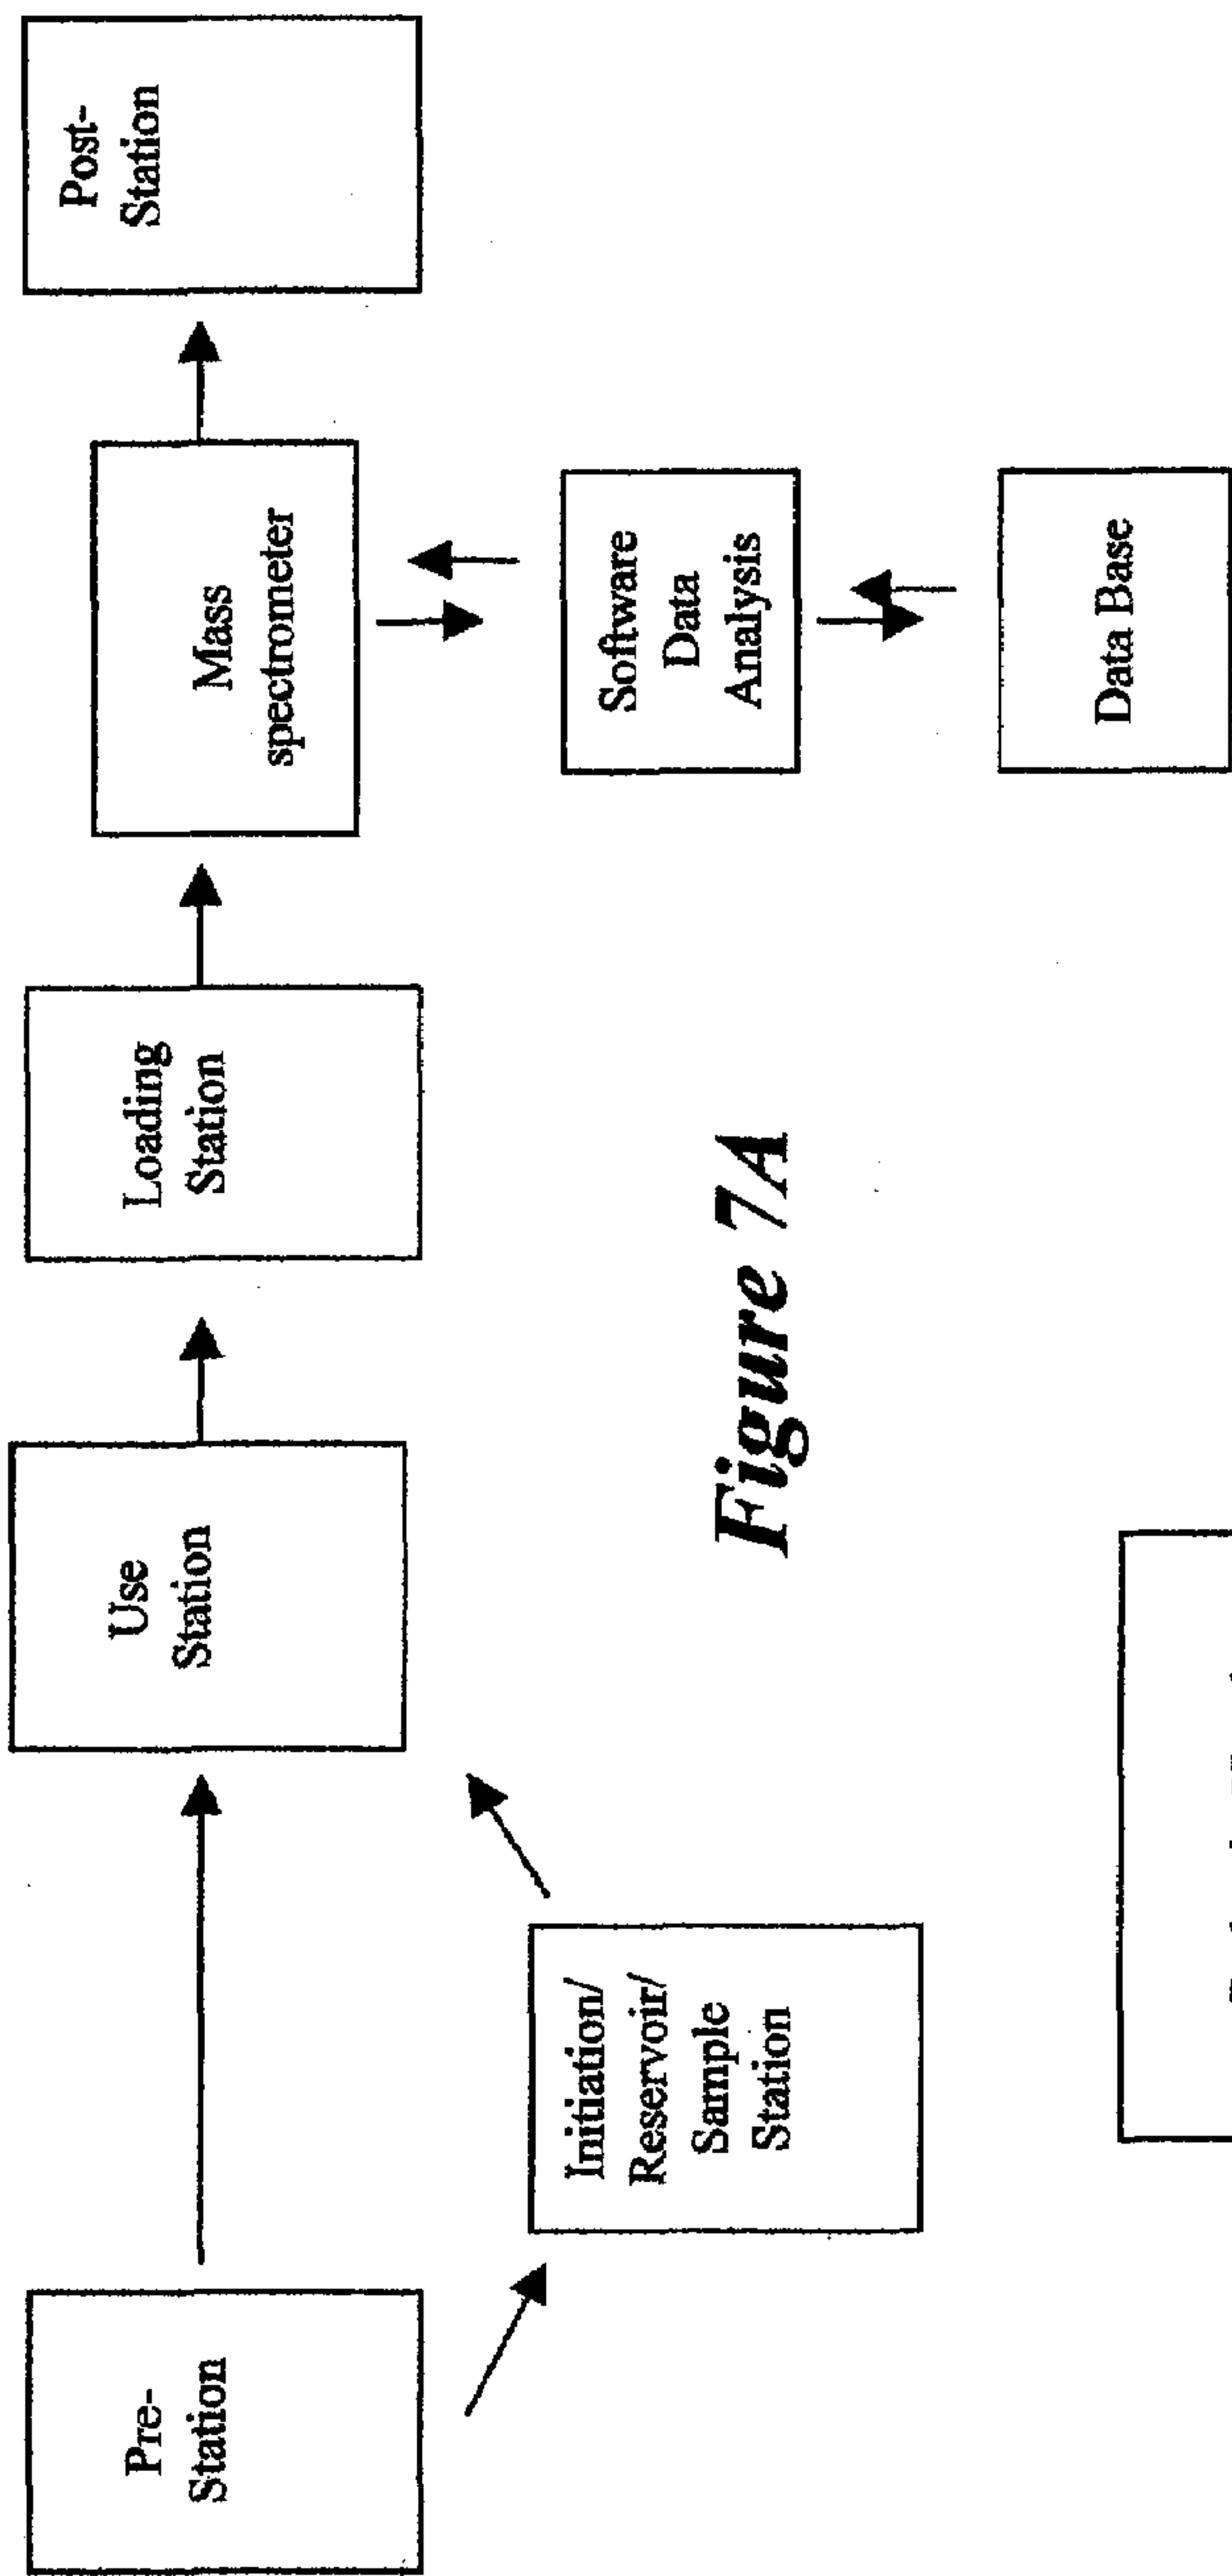 Pre-
Station
Initiation/
Reservoir/
Sample
Station
Use
Station
Loading
Station
Mass
spectrometer
Software
Data
Analysis
Data Base
Post-
Station
Figure 7A